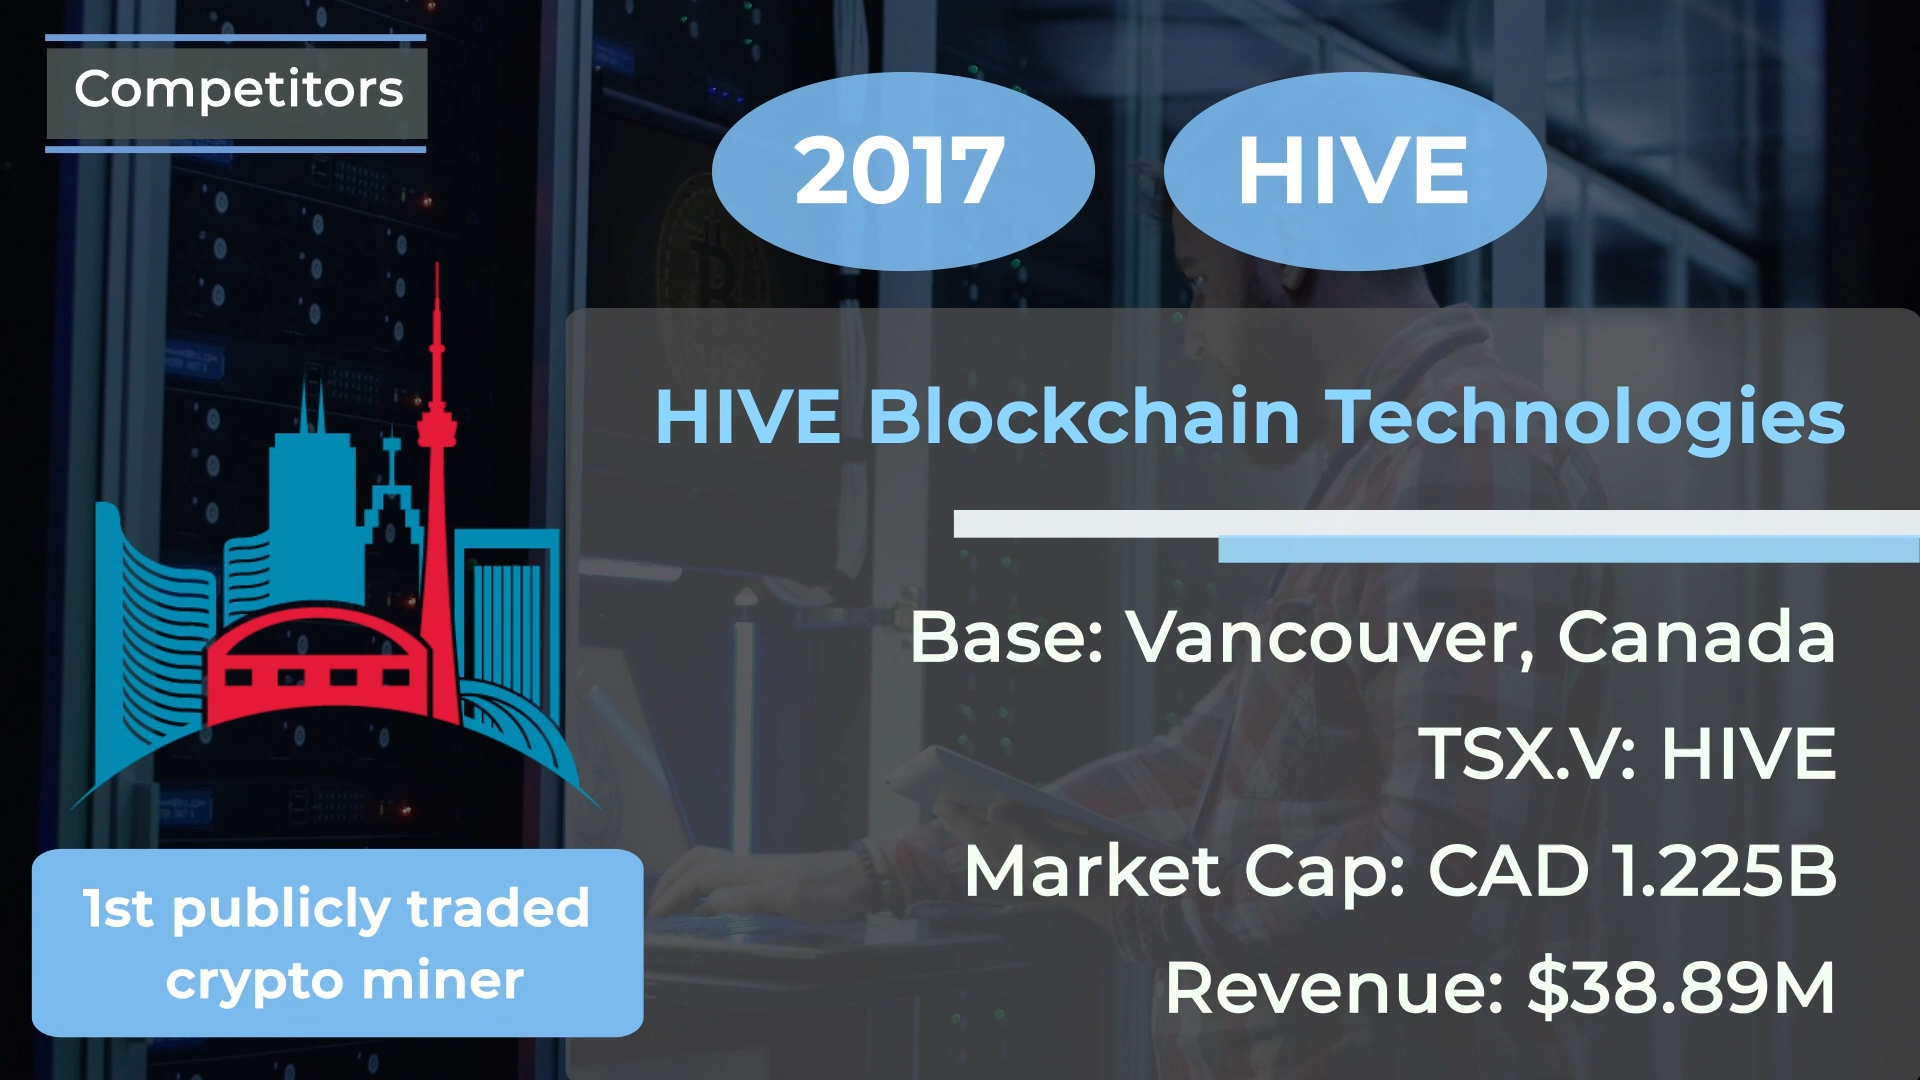 Competitors
2017
HIVE
HIVE Blockchain Technologies
Base: Vancouver, Canada
TSX.V: HIVE
Market Cap: CAD 1.225B
Revenue: $38.89M
1st publicly traded
crypto miner